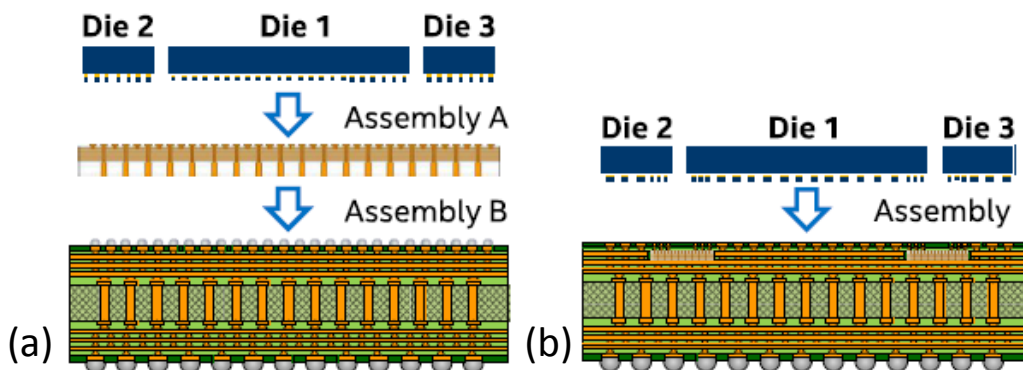 Die 2 Die 1 Die 3
Assembly A
Assembly B
(a)
Die 2 Die 1 Die 3
Assembly
(b)